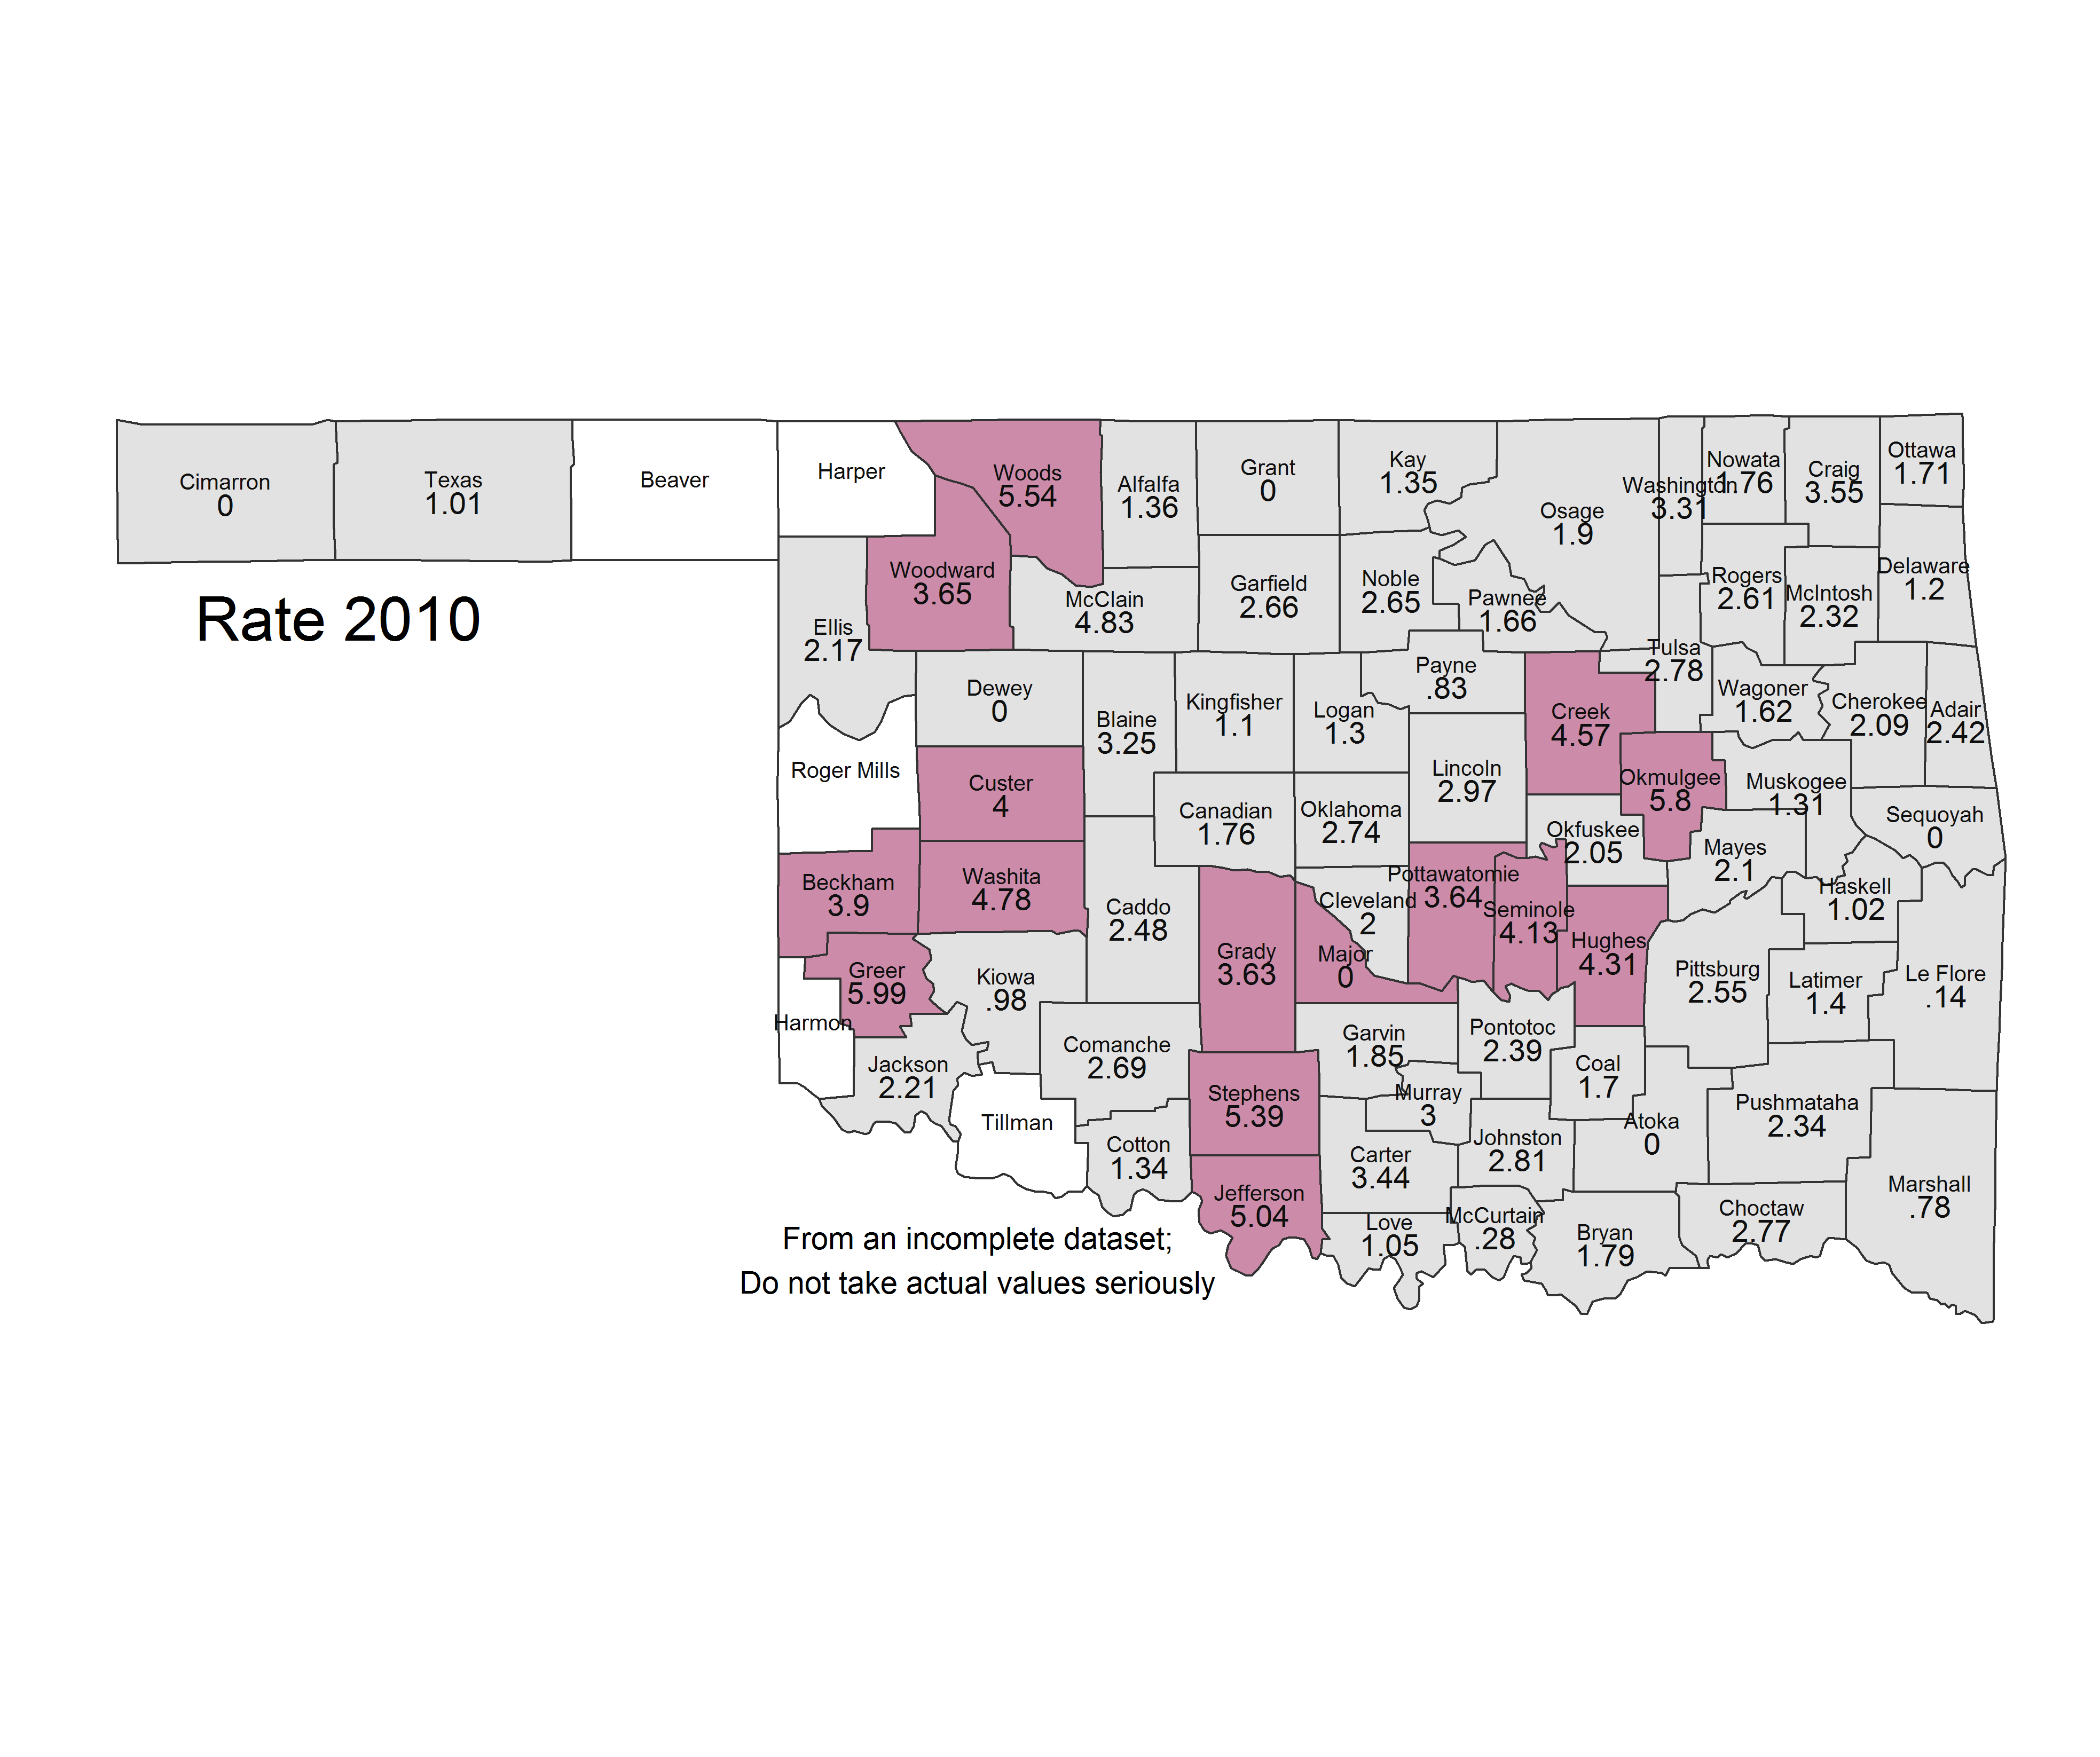 Cimarron
0
Texas
1.01
Beaver
Harper
Woods
5.54
Alfalfa
1.36
Grant
0
Kay
1.35
Osage
1.9
Washington
3.31
Nowata
1.76
Craig
3.55
Ottawa
1.71
Rate 2010
Ellis
2.17
Woodward
3.65
McClain
4.83
Garfield
2.66
Noble
2.65
Pawnee
1.66
Rogers
2.61
McIntosh
2.32
Delaware
1.2
Dewey
0
Blaine
3.25
Kingfisher
1.1
Logan
1.3
Payne
.83
Creek
4.57
Tulsa
2.78
Wagoner
1.62
Cherokee
2.09
Adair
2.42
Roger Mills
Custer
4
Canadian
1.76
Oklahoma
2.74
Lincoln
2.97
Okfuskee
2.05
Okmulgee
5.8
Muskogee
1.31
Sequoyah
0
Beckham
3.9
Washita
4.78
Caddo
2.48
Grady
3.63
Cleveland
2
Major
0
Pottawatomie
3.64
Seminole
4.13
Hughes
4.31
Mayes
2.1
Haskell
1.02
Greer
5.99
Kiowa
.98
Pittsburg
2.55
Latimer
1.4
Le Flore
.14
Harmon
Jackson
2.21
Comanche
2.69
Stephens
5.39
Garvin
1.85
Murray
3
Pontotoc
2.39
Coal
1.7
Atoka
0
Pushmataha
2.34
Tillman
Cotton
1.34
Jefferson
5.04
Carter
3.44
Johnston
2.81
Love
1.05
McCurtain
.28
Bryan
1.79
Choctaw
2.77
Marshall
.78
From an incomplete dataset;
Do not take actual values seriously